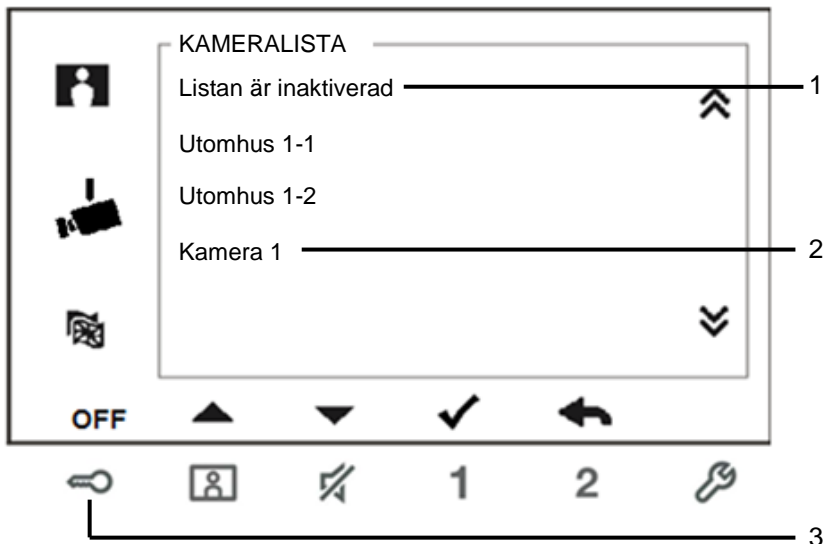 KAMERALISTA
Listan är inaktiverad
1
Utomhus 1-1
Utomhus 1-2
Kamera 1
2
OFF
1 2
3